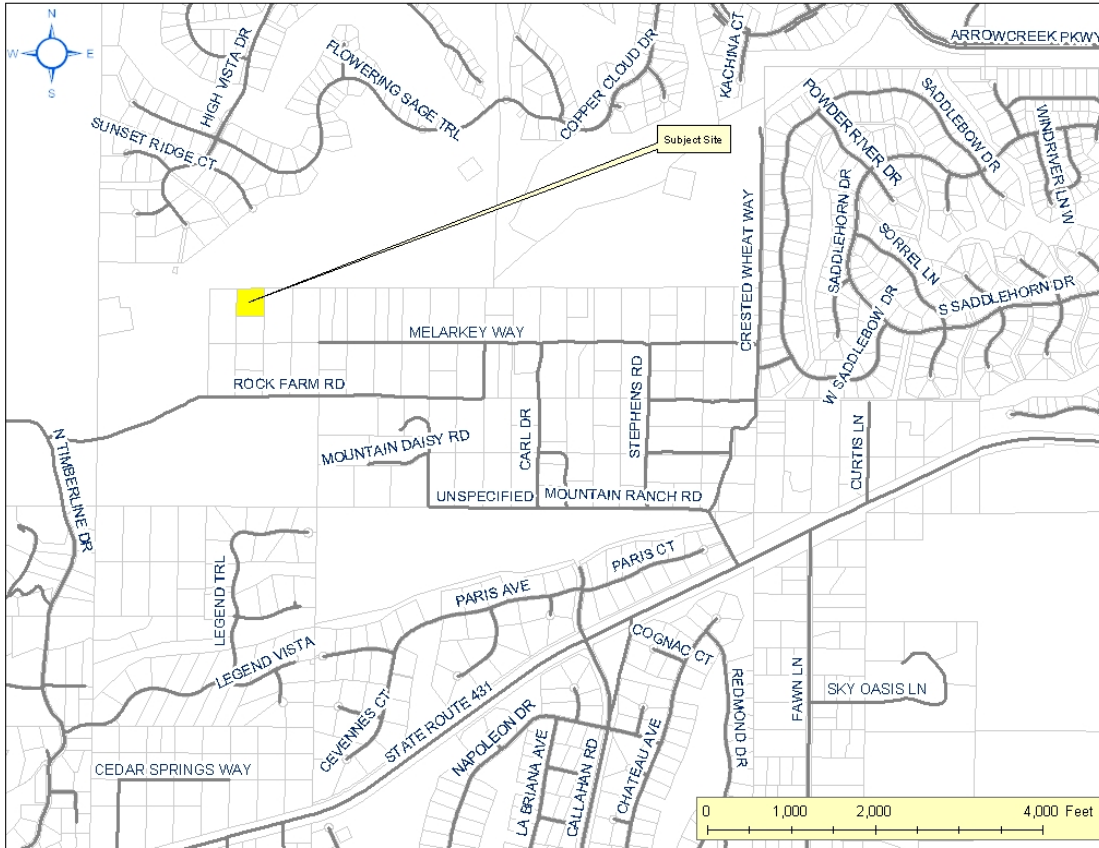 N
W E
S
HIGH VISTA DR
FLOWERING SAGE TRL
COPPER CLOUD DR
KACHINA CT
ARROWCREEK PKWY
SUNSET RIDGE CT
Subject Site
POWDER RIVER DR
SADDLEBOW DR
WINDRIVER LN W
CRESTED WHEAT WAY
SADDLEHORN DR
SORREL LN
S SADDLEHORN DR
W SADDLEBOW DR
MELARKEY WAY
ROCK FARM RD
N TIMBERLINE DR
MOUNTAIN DAISY RD
CARL DR
STEPHENS RD
CURTIS LN
UNSPECIFIED
MOUNTAIN RANCH RD
LEGEND TRL
PARIS CT
PARIS AVE
LEGEND VISTA
COGNAC CT
CEVENNES CT
STATE ROUTE 431
NAPOLEON DR
REDMOND DR
FAWN LN
SKY OASIS LN
CEDAR SPRINGS WAY
LA BRIANA AVE
CALLAHAN RD
CHATEAU AVE
0 1,000 2,000 4,000 Feet